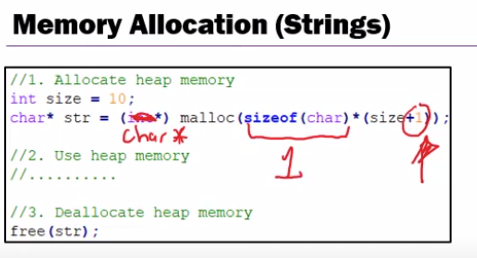 Memory Allocation (Strings)
//1. Allocate heap memory
int size = 10;
char* str = (int*) malloc(sizeof(char)*(size+1));
char *
1
//2. Use heap memory
//..........
//3. Deallocate heap memory
free(str);